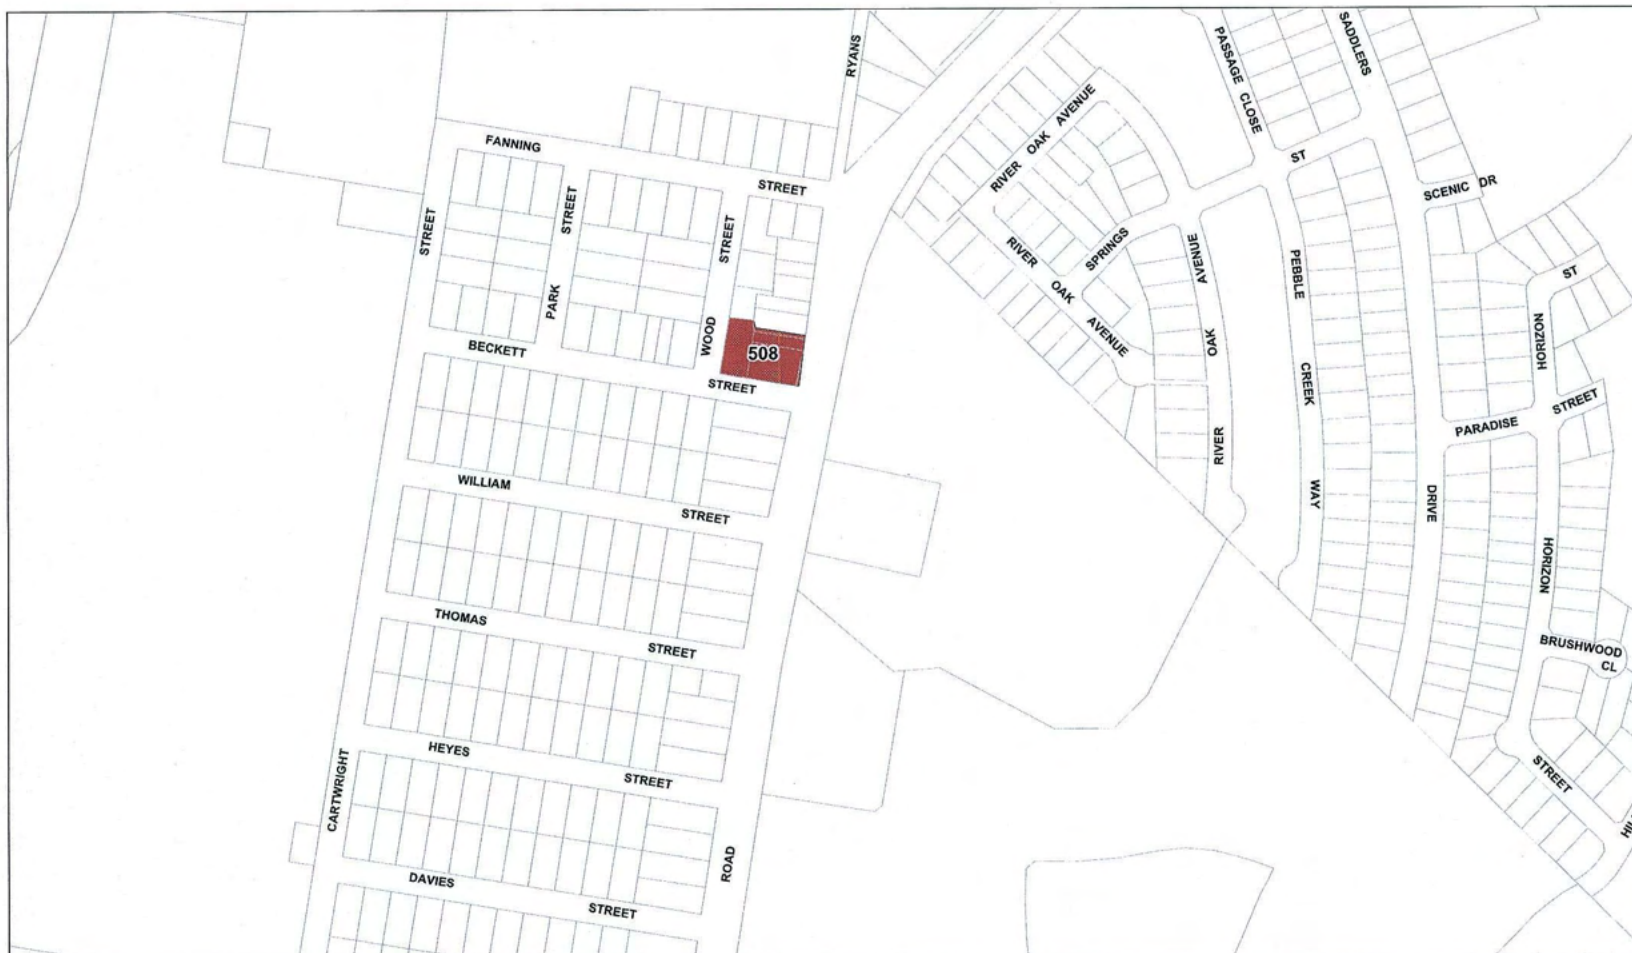 RYANS
PASSAGE CLOSE
SADDLERS
FANNING
STREET
RIVER OAK AVENUE
ST
SCENIC DR
STREET
STREET
STREET
SPRINGS
RIVER
OAK
AVENUE
AVENUE
OAK
RIVER
PEBBLE
CREEK
WAY
ST
HORIZON
PARK
WOOD
508
BECKETT
STREET
PARADISE
STREET
WILLIAM
STREET
DRIVE
HORIZON
THOMAS
STREET
BRUSHWOOD
CL
HEYES
STREET
STREET
CARTWRIGHT
ROAD
DAVIES
STREET